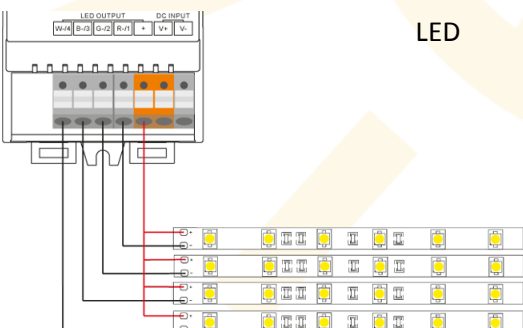 LED OUTPUT DC INPUT
W-/4 B-/3 G-/2 R-/1 + V+ V-
LED
+
-
+
-
+
-
+